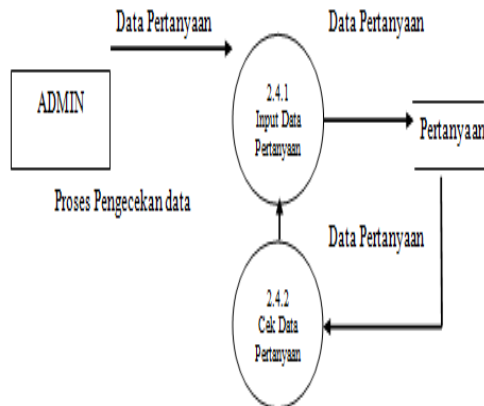 Data Pertanyaan
Data Pertanyaan
ADMIN
2.4.1
Input Data
Pertanyaan
Pertanyaan
Proses Pengecekan data
Data Pertanyaan
2.4.2
Cek Data
Pertanyaan